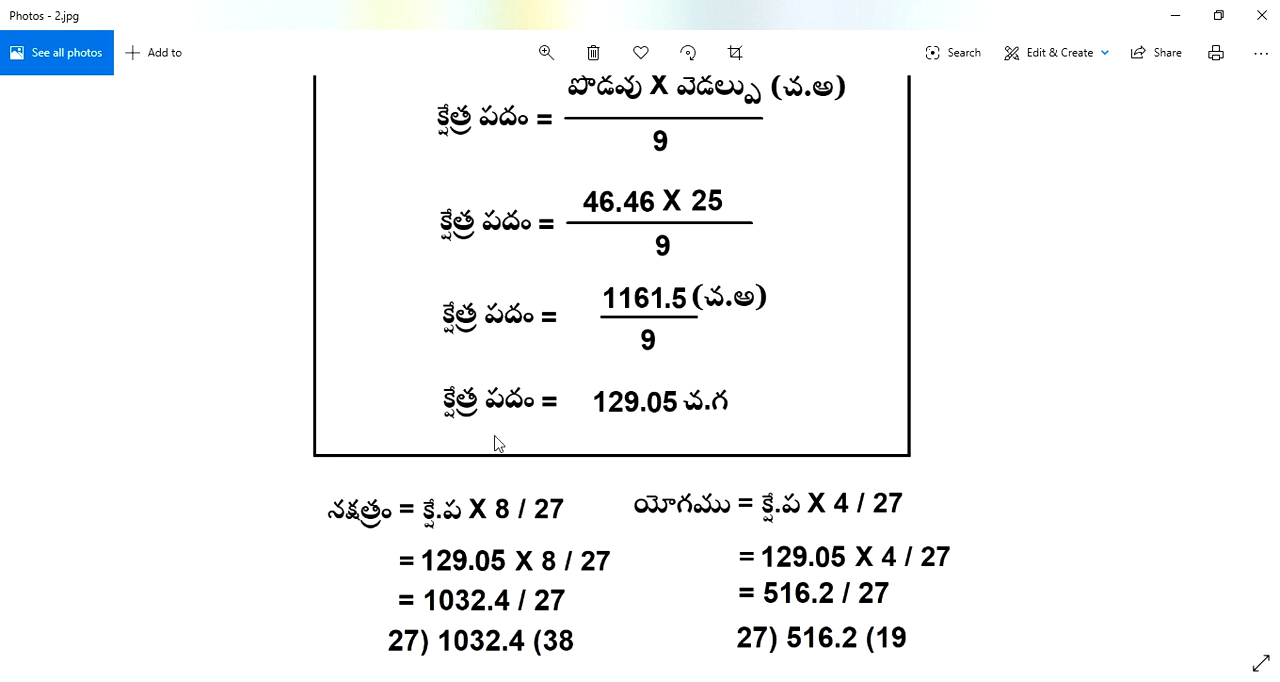 Photos - 2.jpg
See all photos
Add to
Search
Edit & Create
Share
పొడవు X వెడల్పు (చ.అ)
క్షేత్ర పదం =
9
46.46 X 25
క్షేత్ర పదం =
9
1161.5 (చ.అ)
క్షేత్ర పదం =
9
క్షేత్ర పదం = 129.05 చ.గ
నక్షత్రం = క్షే.ప X 8 / 27
= 129.05 X 8 / 27
= 1032.4 / 27
27) 1032.4 (38
యోగము = క్షే.ప X 4 / 27
= 129.05 X 4 / 27
= 516.2 / 27
27) 516.2 (19